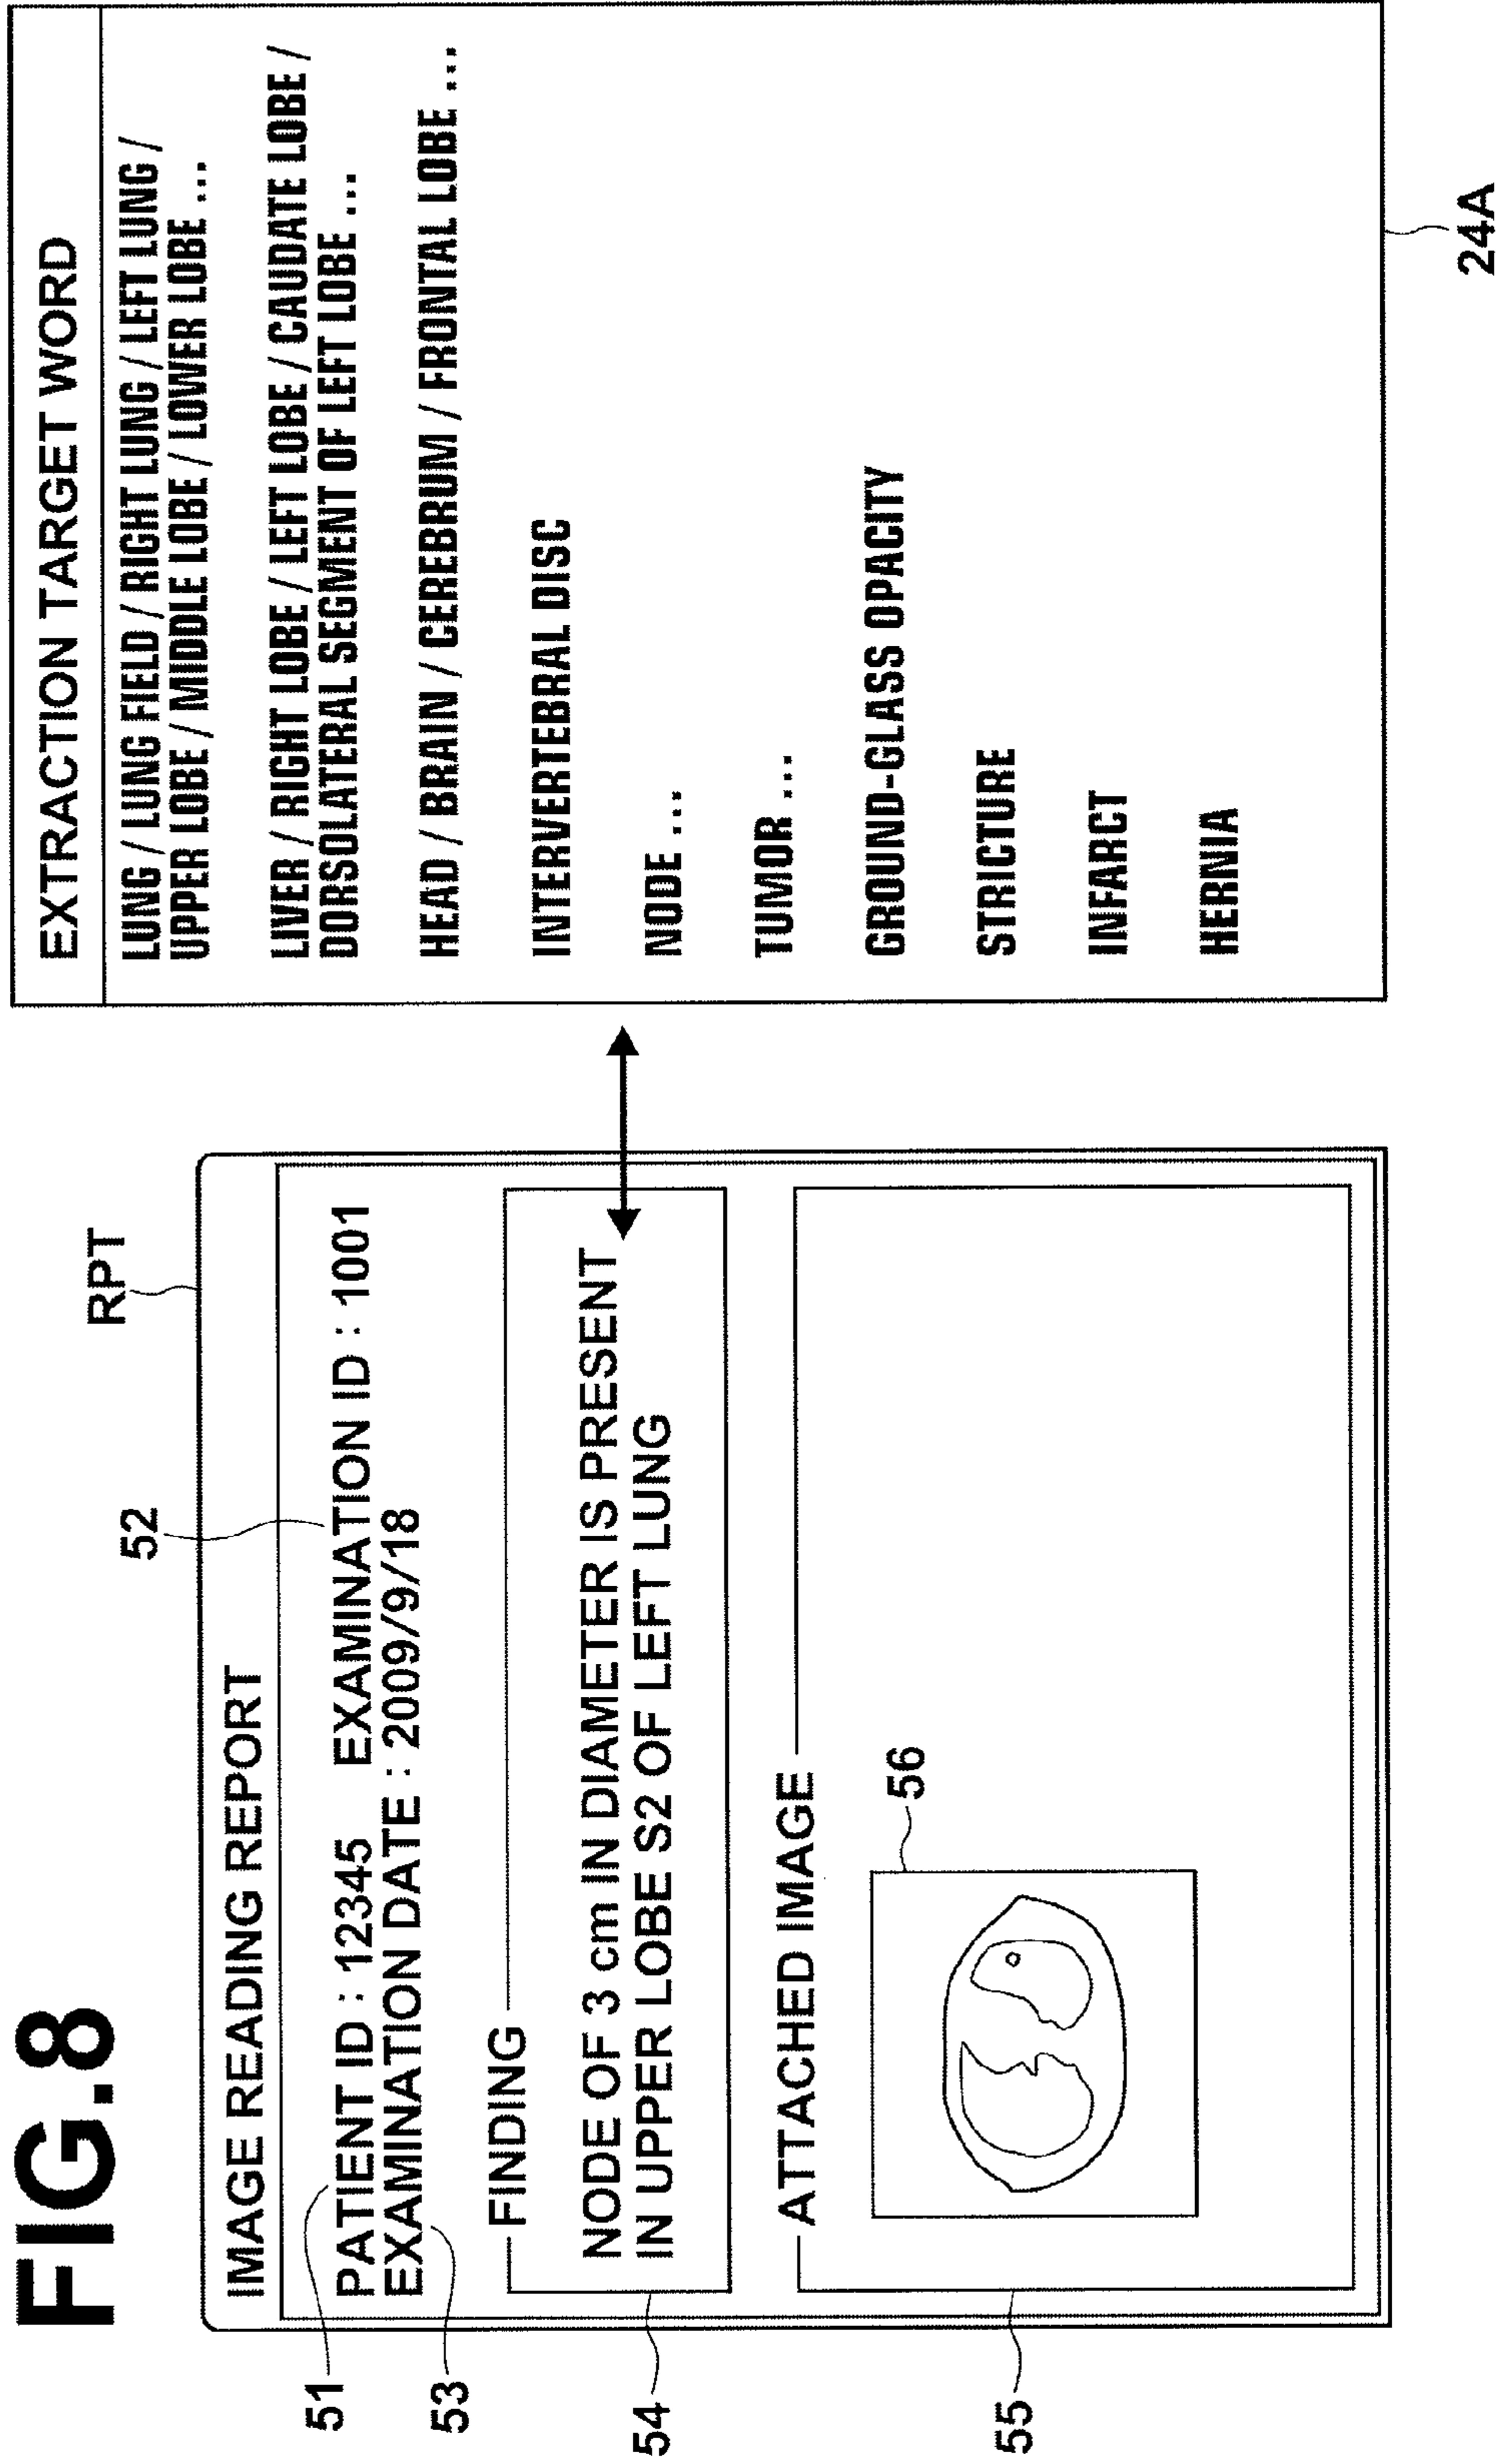 FIG.8
RPT
IMAGE READING REPORT
52
51
PATIENT ID : 12345 EXAMINATION ID : 1001
EXAMINATION DATE : 2009/9/18
53
FINDING
NODE OF 3 cm IN DIAMETER IS PRESENT
IN UPPER LOBE S2 OF LEFT LUNG
54
ATTACHED IMAGE
56
55
EXTRACTION TARGET WORD
LUNG / LUNG FIELD / RIGHT LUNG / LEFT LUNG /
UPPER LOBE / MIDDLE LOBE / LOWER LOBE ...
LIVER / RIGHT LOBE / LEFT LOBE / CAUDATE LOBE /
DORSOLATERAL SEGMENT OF LEFT LOBE ...
HEAD / BRAIN / CEREBRUM / FRONTAL LOBE ...
INTERVERTEBRAL DISC
NODE ...
TUMOR ...
GROUND-GLASS OPACITY
STRICTURE
INFARCT
HERNIA
24A